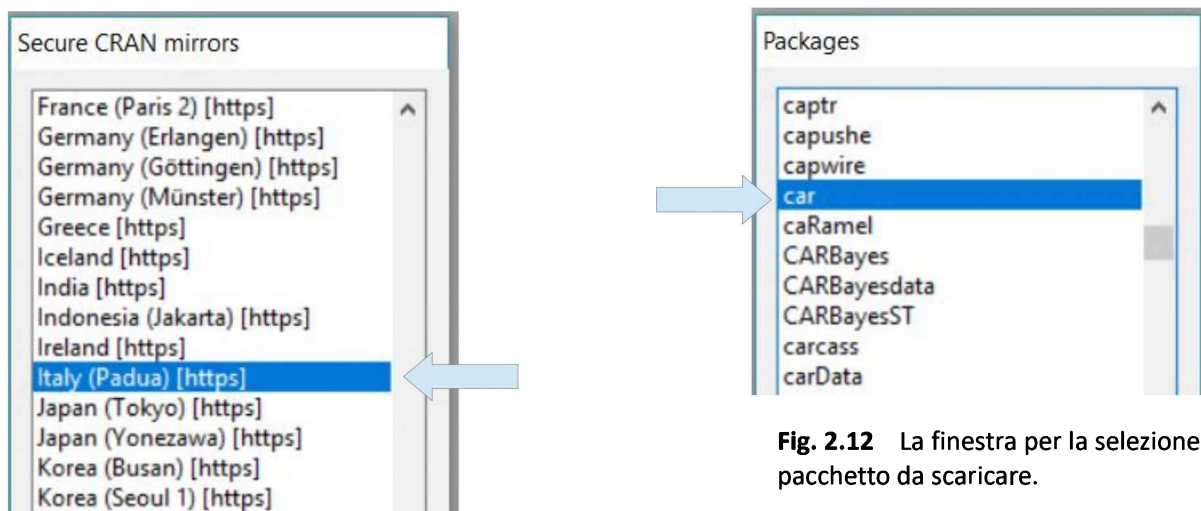 Secure CRAN mirrors
France (Paris 2) [https]
Germany (Erlangen) [https]
Germany (Göttingen) [https]
Germany (Münster) [https]
Greece [https]
Iceland [https]
India [https]
Indonesia (Jakarta) [https]
Ireland [https]
Italy (Padua) [https]
Japan (Tokyo) [https]
Japan (Yonezawa) [https]
Korea (Busan) [https]
Korea (Seoul 1) [https]
Packages
captr
capushe
capwire
car
caRamel
CARBayes
CARBayesdata
CARBayesST
carcass
carData
Fig. 2.12 La finestra per la selezione
pacchetto da scaricare.